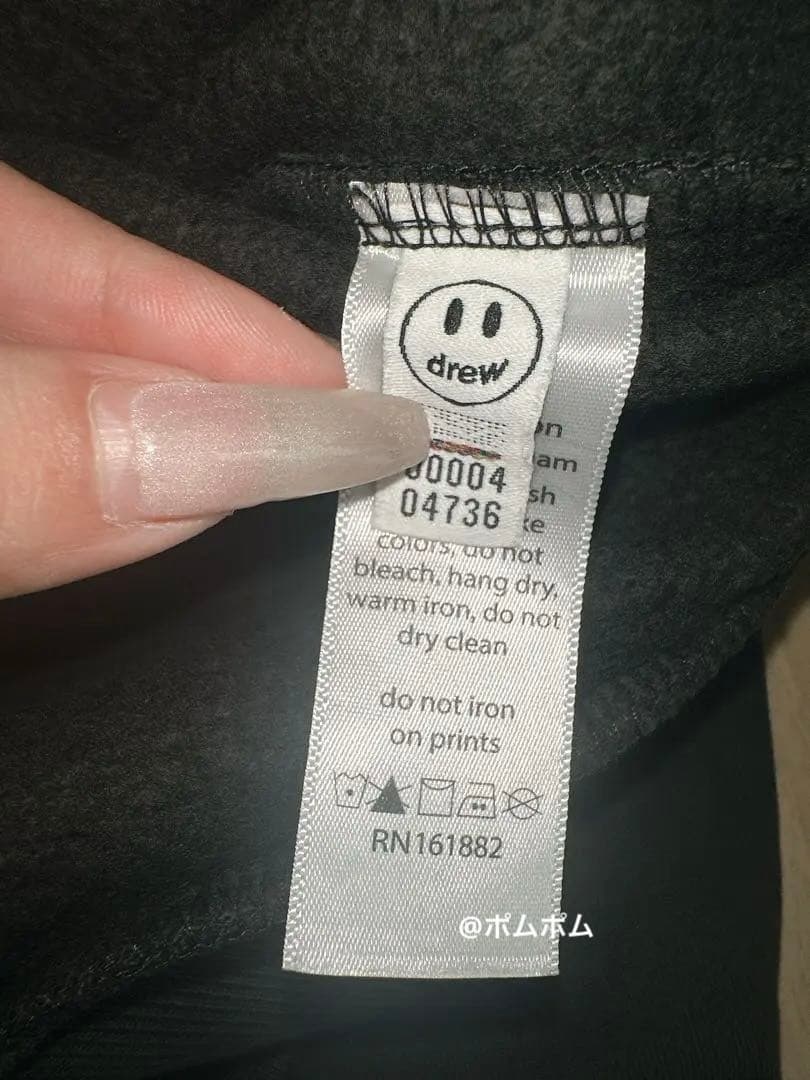 drew
00004
04736
colors, do not
bleach, hang dry,
warm iron, do not
dry clean
do not iron
on prints
RN161882
@ポムポム